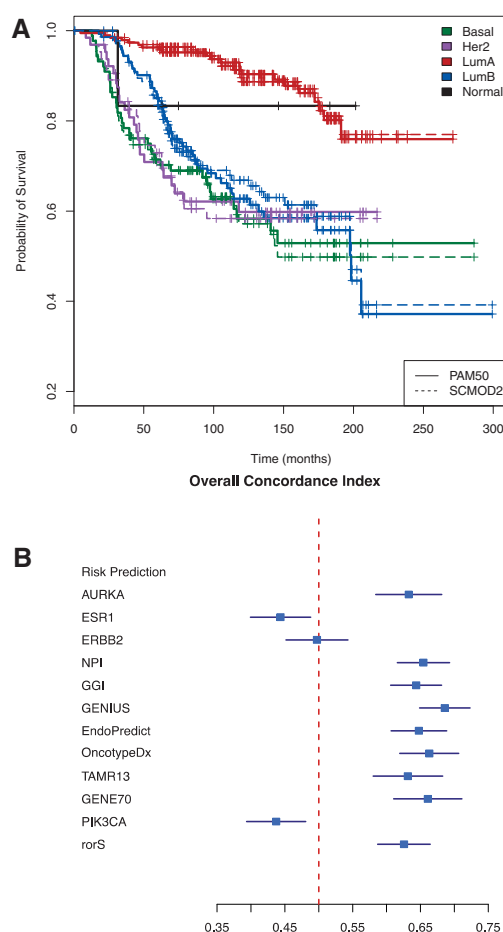 A
Probability of Survival
1.0
0.8
0.6
0.4
0.2
Basal
Her2
LumA
LumB
Normal
PAM50
SCMOD2
0 50 100 150 200 250 300
Time (months)
Overall Concordance Index
B
Risk Prediction
AURKA
ESR1
ERBB2
NPI
GGI
GENIUS
EndoPredict
OncotypeDx
TAMR13
GENE70
PIK3CA
rorS
0.35 0.45 0.55 0.65 0.75